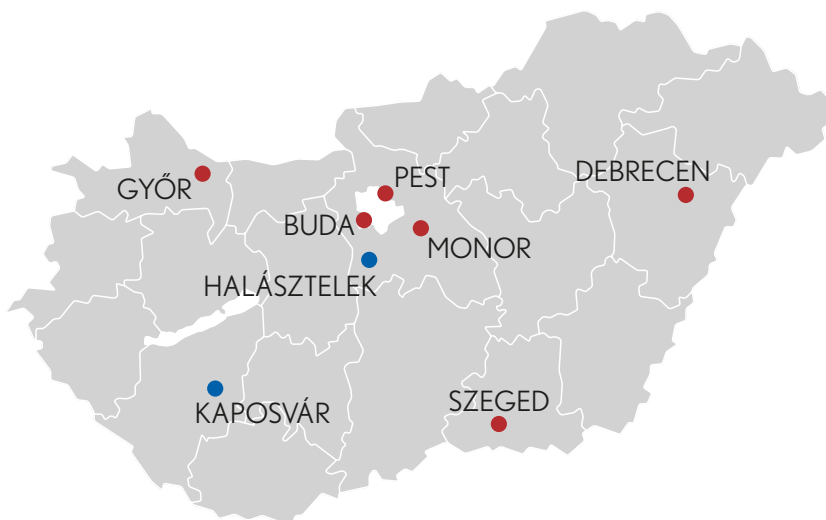 PEST
DEBRECEN
GYŐR
BUDA
MONOR
HALÁSZTELEK
SZEGED
KAPOSVÁR